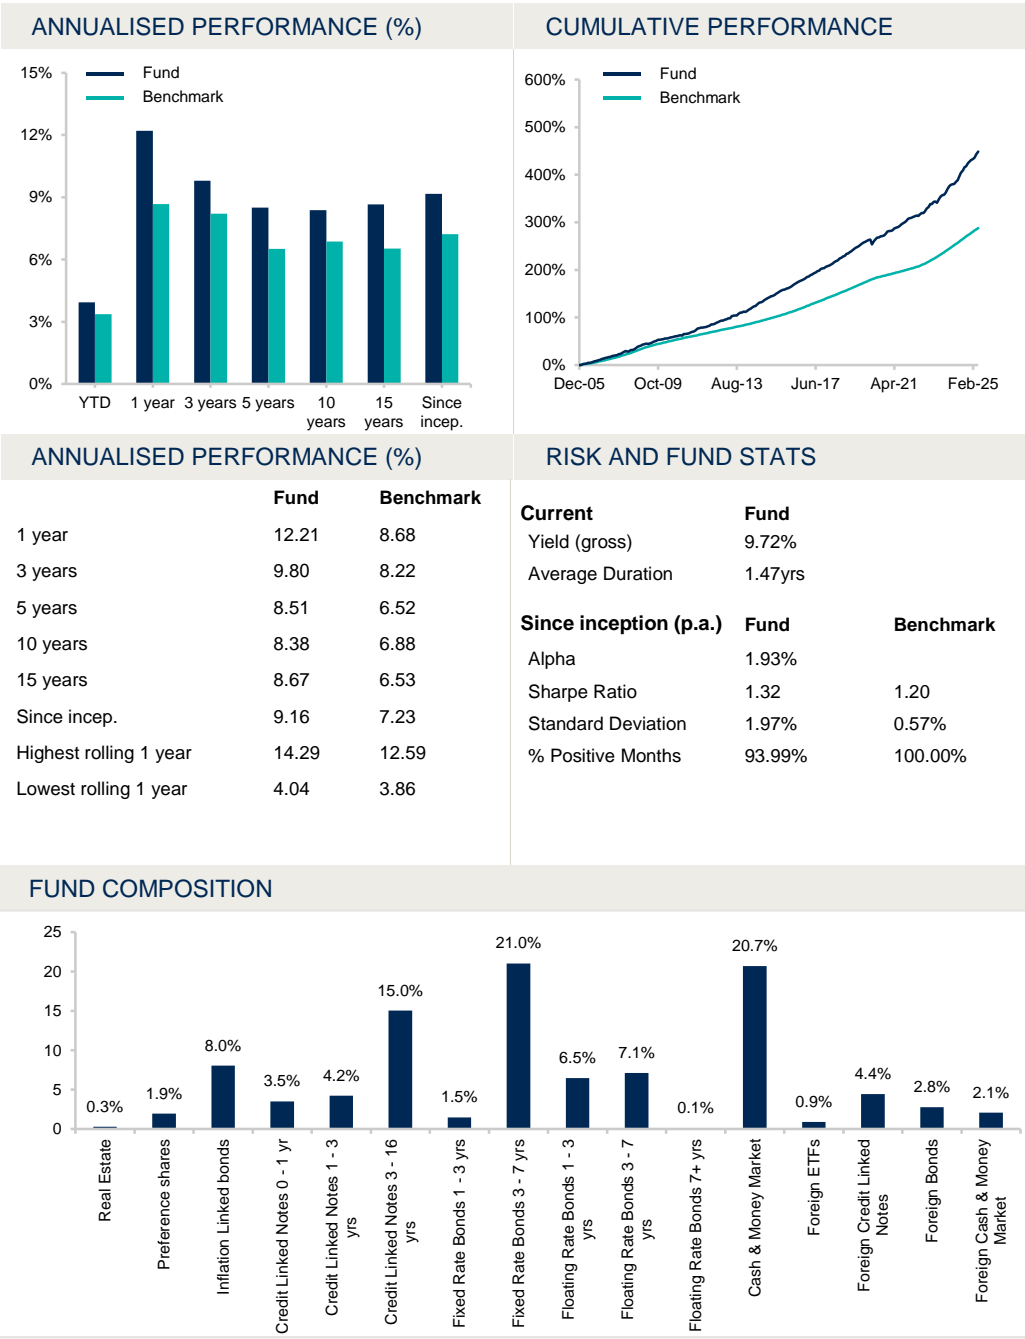 ANNUALISED PERFORMANCE (%)
15%
12%
9%
6%
3%
0%
Fund
Benchmark
YTD
1 year
3 years
5 years
10
years
15
years
Since
incep.
CUMULATIVE PERFORMANCE
600%
500%
400%
300%
200%
100%
0%
Fund
Benchmark
Dec-05
Oct-09
Aug-13
Jun-17
Apr-21
Feb-25
ANNUALISED PERFORMANCE (%)
Fund Benchmark
1 year 12.21 8.68
3 years 9.80 8.22
5 years 8.51 6.52
10 years 8.38 6.88
15 years 8.67 6.53
Since incep. 9.16 7.23
Highest rolling 1 year 14.29 12.59
Lowest rolling 1 year 4.04 3.86
RISK AND FUND STATS
Current Fund
Yield (gross) 9.72%
Average Duration 1.47yrs
Since inception (p.a.) Fund Benchmark
Alpha 1.93%
Sharpe Ratio 1.32 1.20
Standard Deviation 1.97% 0.57%
% Positive Months 93.99% 100.00%
FUND COMPOSITION
25
20
15
10
5
0
0.3%
1.9%
8.0%
3.5%
4.2%
15.0%
1.5%
21.0%
6.5%
7.1%
0.1%
20.7%
0.9%
4.4%
2.8%
2.1%
Real Estate
Preference shares
Inflation Linked bonds
Credit Linked Notes 0 - 1 yr
Credit Linked Notes 1 - 3
yrs
Credit Linked Notes 3 - 16
yrs
Fixed Rate Bonds 1 - 3 yrs
Fixed Rate Bonds 3 - 7 yrs
Floating Rate Bonds 1 - 3
yrs
Floating Rate Bonds 3 - 7
yrs
Floating Rate Bonds 7+ yrs
Cash & Money Market
Foreign ETFs
Foreign Credit Linked
Notes
Foreign Bonds
Foreign Cash & Money
Market